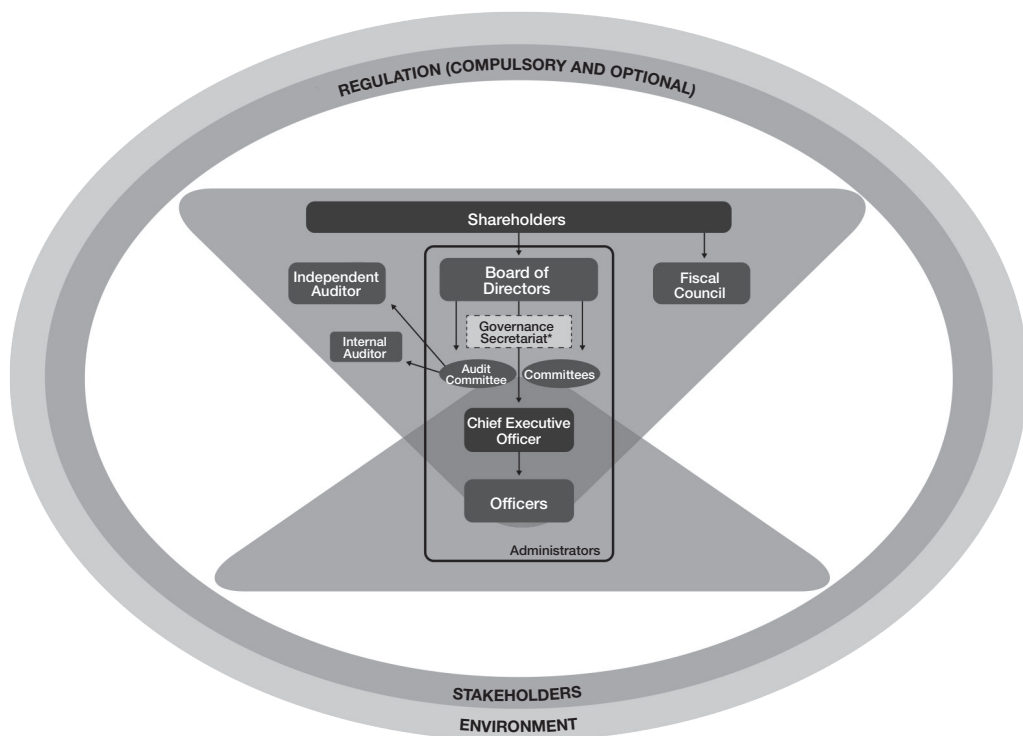 REGULATION (COMPULSORY AND OPTIONAL)
Shareholders
Independent
Auditor
Board of
Directors
Fiscal
Council
Governance
Secretariat*
Internal
Auditor
Audit
Committee
Committees
Chief Executive
Officer
Officers
Administrators
STAKEHOLDERS
ENVIRONMENT